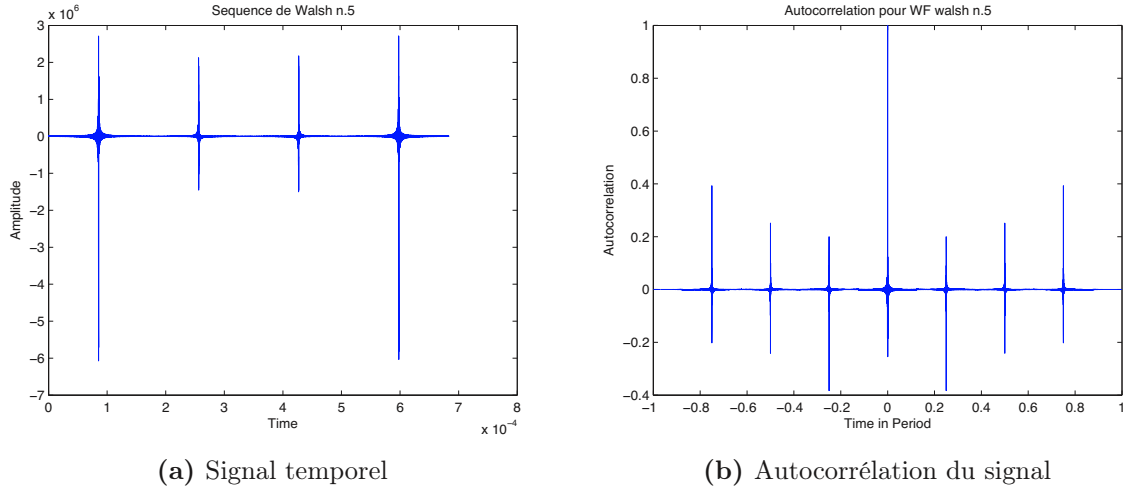 Sequence de Walsh n.5
x 10^6
3
2
1
0
−1
−2
−3
−4
−5
−6
−7
Amplitude
0 1 2 3 4 5 6 7 8
Time
x 10^-4
(a) Signal temporel
Autocorrelation pour WF walsh n.5
1
0.8
0.6
0.4
0.2
0
−0.2
−0.4
Autocorrelation
−1 −0.8 −0.6 −0.4 −0.2 0 0.2 0.4 0.6 0.8 1
Time in Period
(b) Autocorrélation du signal